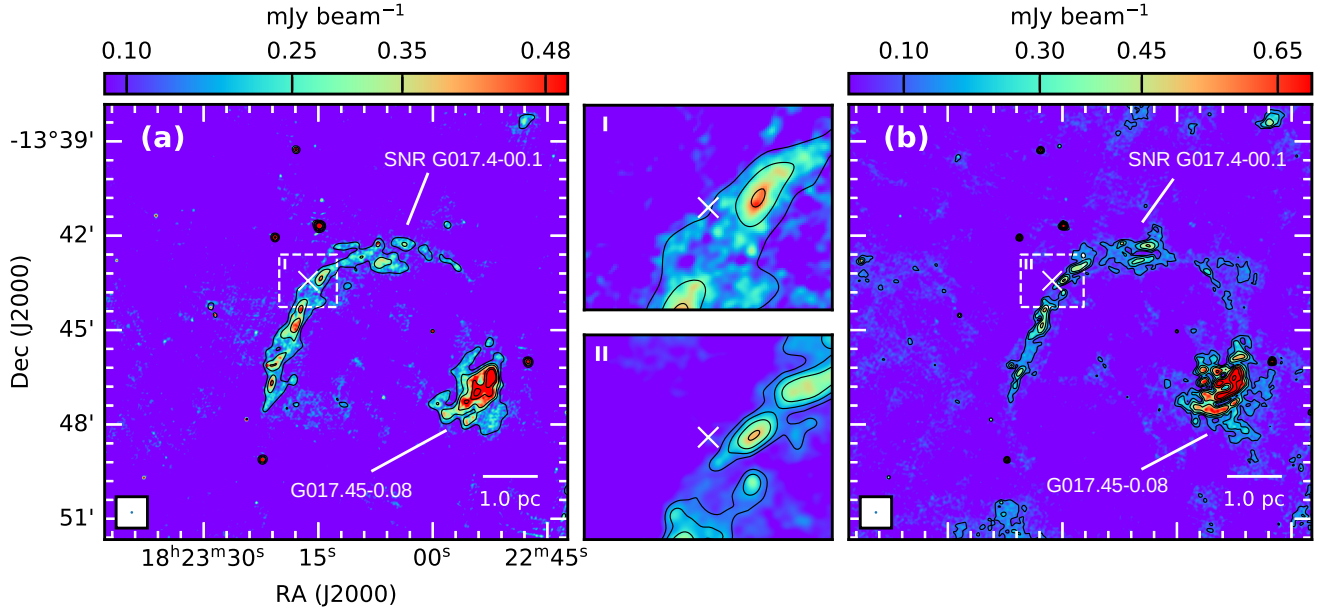 mJy beam⁻¹
0.10 0.25 0.35 0.48
(a)
SNR G017.4-00.1
I
G017.45-0.08
1.0 pc
-13°39'
42'
45'
48'
51'
Dec (J2000)
18ʰ23ᵐ30ˢ 15ˢ 00ˢ 22ᵐ45ˢ
RA (J2000)
I
II
mJy beam⁻¹
0.10 0.30 0.45 0.65
(b)
SNR G017.4-00.1
II
G017.45-0.08
1.0 pc